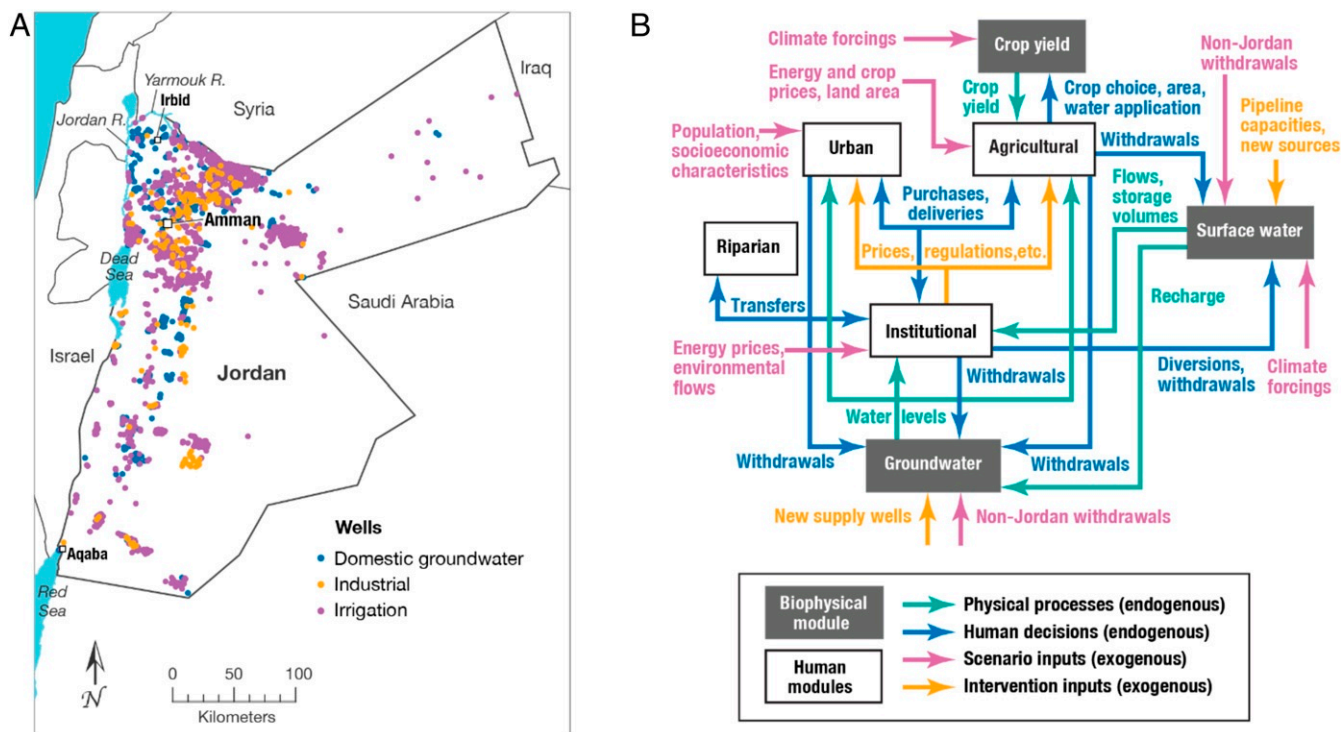 A
Iraq
Yarmouk R.
Irbid
Syria
Jordan R.
Amman
Dead
Sea
Saudi Arabia
Israel
Jordan
Wells
Domestic groundwater
Industrial
Irrigation
Aqaba
Red
Sea
N
0 50 100
Kilometers
B
Climate forcings
Crop yield
Non-Jordan
withdrawals
Energy and crop
prices, land area
Crop
yield
Crop choice, area,
water application
Pipeline
capacities,
new sources
Population,
socioeconomic
characteristics
Urban
Agricultural
Withdrawals
Flows,
storage
volumes
Purchases,
deliveries
Riparian
Surface water
Prices, regulations,etc.
Transfers
Recharge
Institutional
Energy prices,
environmental
flows
Withdrawals
Diversions,
withdrawals
Climate
forcings
Water levels
Withdrawals
Groundwater
Withdrawals
New supply wells
Non-Jordan withdrawals
Biophysical
module
Human
modules
Physical processes (endogenous)
Human decisions (endogenous)
Scenario inputs (exogenous)
Intervention inputs (exogenous)